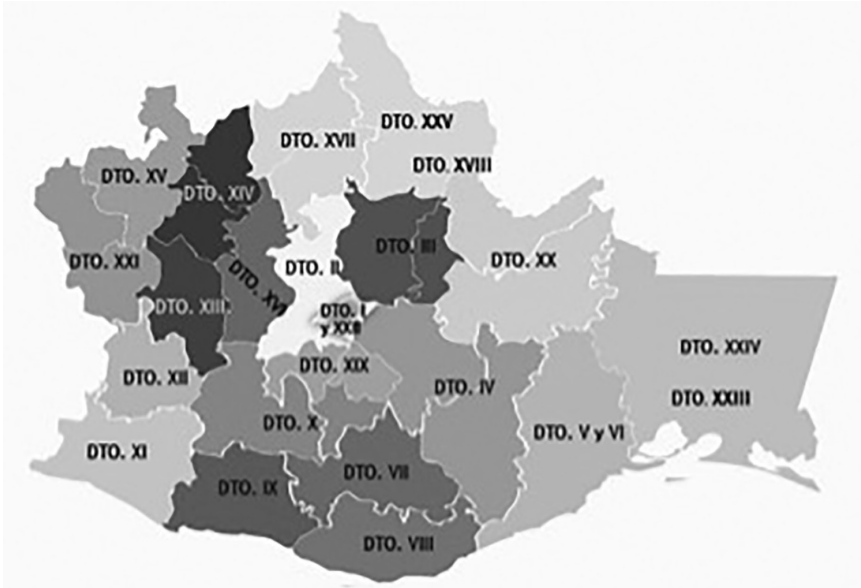 DTO. XXV
DTO. XVII
DTO. XVIII
DTO. XV
DTO. XIV
DTO. III
DTO. XXI
DTO. II
DTO. XX
DTO. XVI
DTO. XIII
DTO. I
y XXII
DTO. XXIV
DTO. XIX
DTO. XII
DTO. IV
DTO. XXIII
DTO. X
DTO. V y VI
DTO. XI
DTO. VII
DTO. IX
DTO. VIII